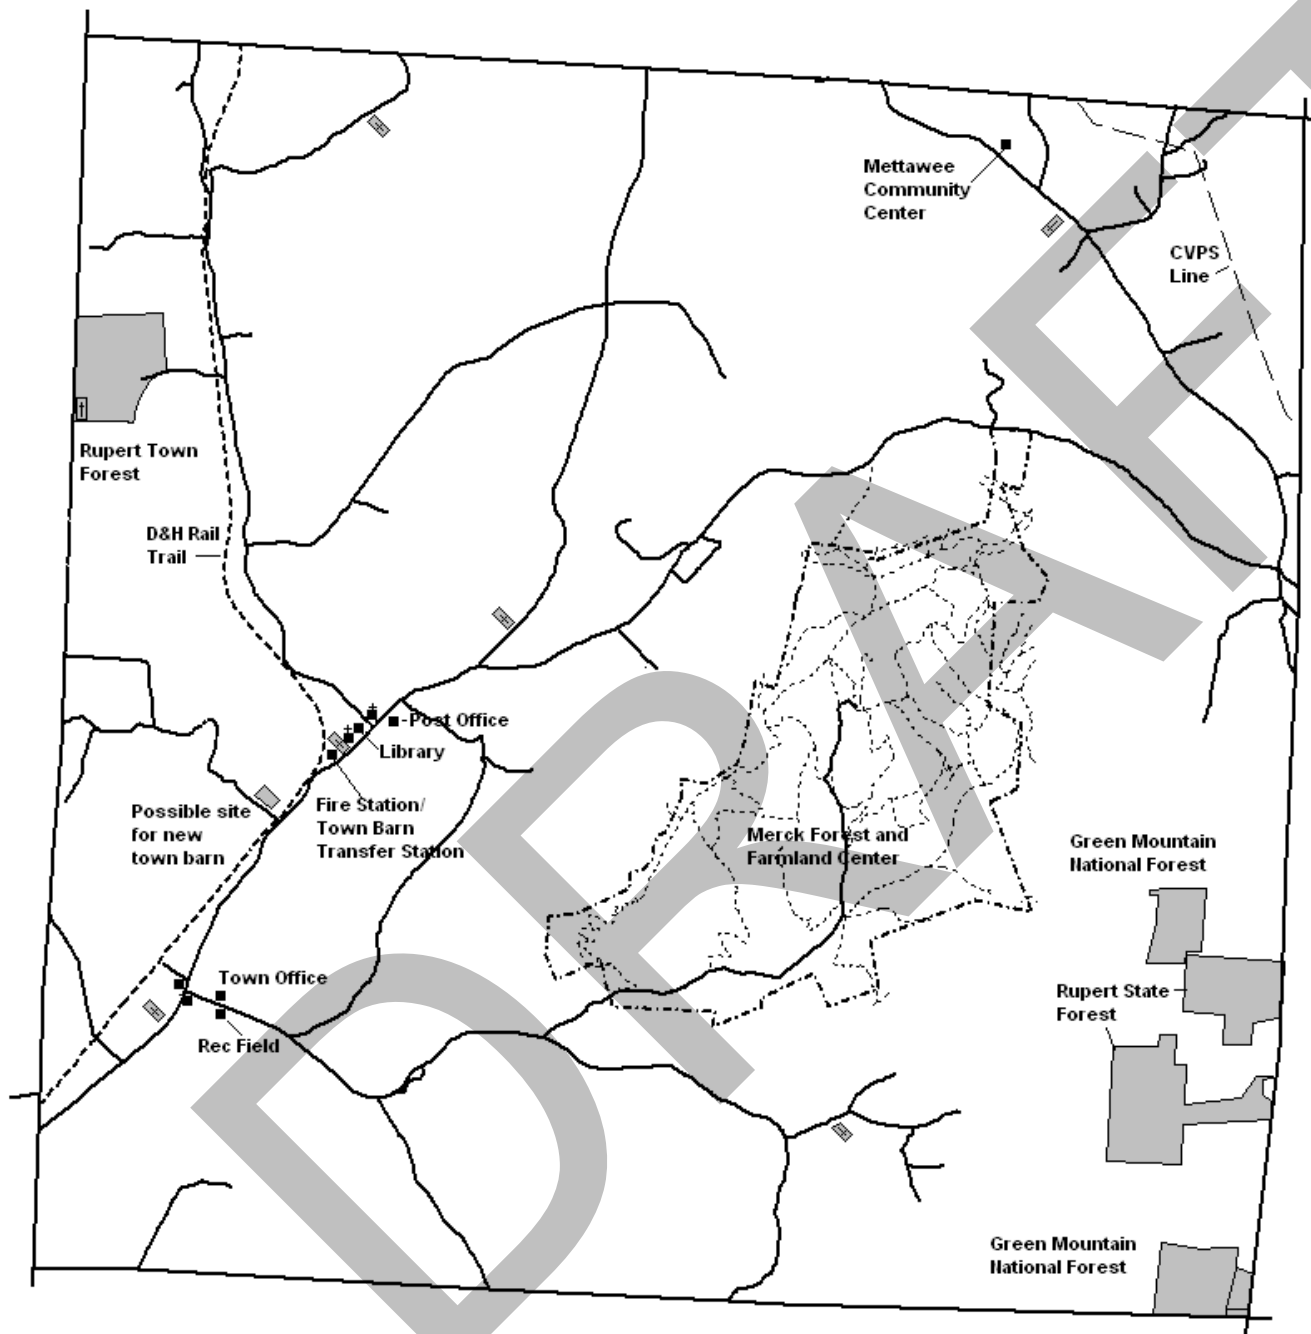 Mettawee
Community
Center
CVPS
Line
Rupert Town
Forest
D&H Rail
Trail
Post Office
Library
Possible site
for new
town barn
Fire Station/
Town Barn
Transfer Station
Merck Forest and
Farmland Center
Green Mountain
National Forest
Town Office
Rupert State
Forest
Rec Field
Green Mountain
National Forest
DRAFT